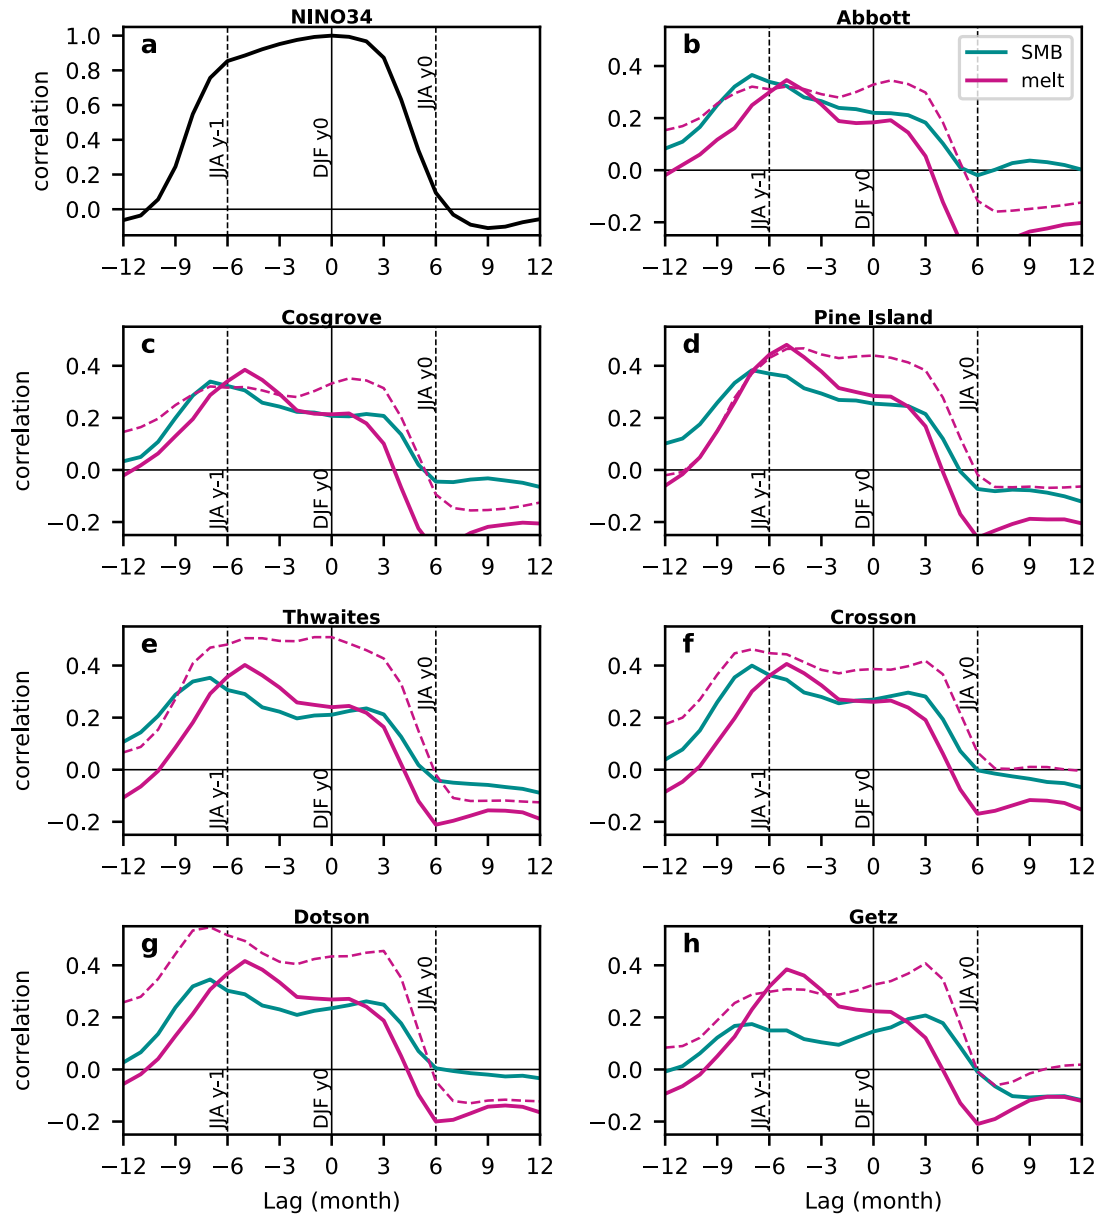 NINO34
a
correlation
1.0
0.8
0.6
0.4
0.2
0.0
JJA y-1
DJF y0
JJA y0
−12 −9 −6 −3 0 3 6 9 12
Abbott
b
SMB
melt
0.4
0.2
0.0
−0.2
JJA y-1
DJF y0
−12 −9 −6 −3 0 3 6 9 12
Cosgrove
c
correlation
0.4
0.2
0.0
−0.2
JJA y-1
DJF y0
JJA y0
−12 −9 −6 −3 0 3 6 9 12
Pine Island
d
0.4
0.2
0.0
−0.2
JJA y-1
DJF y0
JJA y0
−12 −9 −6 −3 0 3 6 9 12
Thwaites
e
correlation
0.4
0.2
0.0
−0.2
JJA y-1
DJF y0
JJA y0
−12 −9 −6 −3 0 3 6 9 12
Crosson
f
0.4
0.2
0.0
−0.2
JJA y-1
DJF y0
JJA y0
−12 −9 −6 −3 0 3 6 9 12
Dotson
g
correlation
0.4
0.2
0.0
−0.2
JJA y-1
DJF y0
JJA y0
−12 −9 −6 −3 0 3 6 9 12
Lag (month)
Getz
h
0.4
0.2
0.0
−0.2
JJA y-1
DJF y0
JJA y0
−12 −9 −6 −3 0 3 6 9 12
Lag (month)